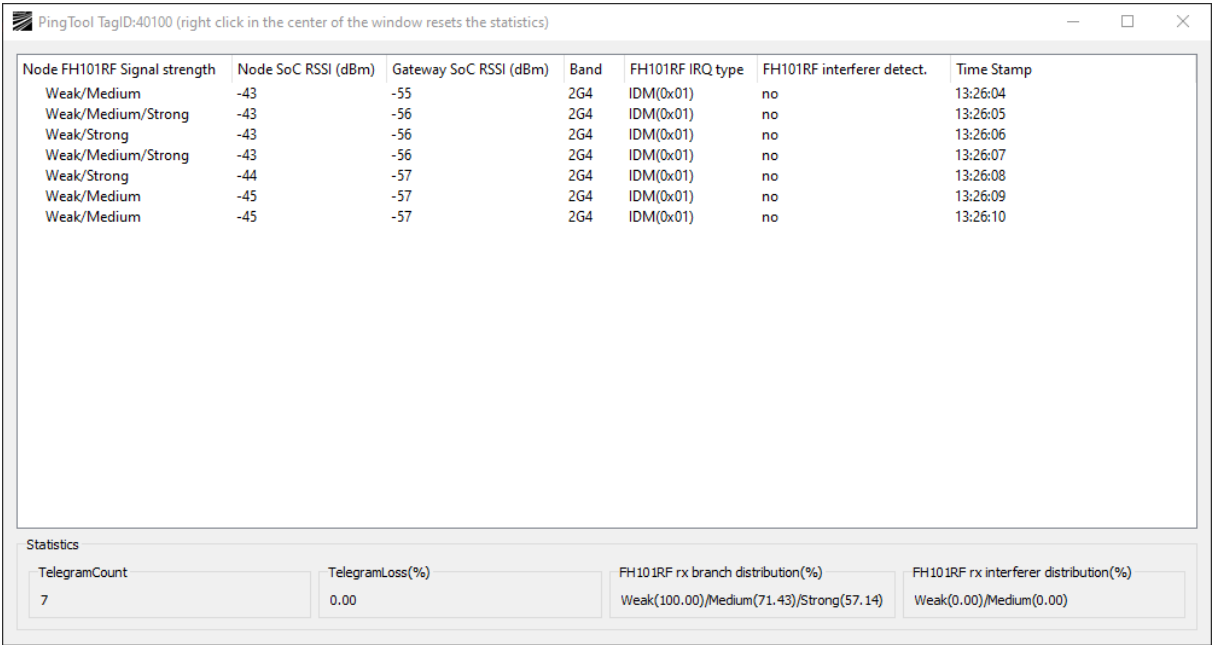 PingTool TagID:40100 (right click in the center of the window resets the statistics)
Node FH101RF Signal strength Node SoC RSSI (dBm) Gateway SoC RSSI (dBm) Band FH101RF IRQ type FH101RF interferer detect. Time Stamp
Weak/Medium -43 -55 2G4 IDM(0x01) no 13:26:04
Weak/Medium/Strong -43 -56 2G4 IDM(0x01) no 13:26:05
Weak/Strong -43 -56 2G4 IDM(0x01) no 13:26:06
Weak/Medium/Strong -43 -56 2G4 IDM(0x01) no 13:26:07
Weak/Strong -44 -57 2G4 IDM(0x01) no 13:26:08
Weak/Medium -45 -57 2G4 IDM(0x01) no 13:26:09
Weak/Medium -45 -57 2G4 IDM(0x01) no 13:26:10
Statistics
TelegramCount TelegramLoss(%) FH101RF rx branch distribution(%) FH101RF rx interferer distribution(%)
7 0.00 Weak(100.00)/Medium(71.43)/Strong(57.14) Weak(0.00)/Medium(0.00)